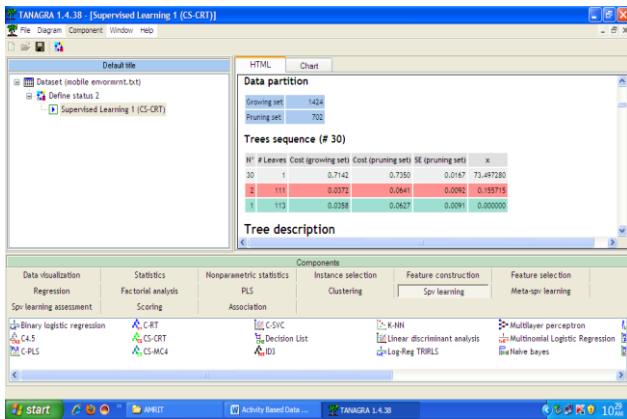 TANAGRA 1.4.38 - [Supervised Learning 1 (CS-CRT)]
File Diagram Component Window Help
Default title
Dataset (mobile envormrnt.txt)
Define status 2
Supervised Learning 1 (CS-CRT)
HTML Chart
Data partition
Growing set 1424
Pruning set 702
Trees sequence (# 30)
N° # Leaves Cost (growing set) Cost (pruning set) SE (pruning set) x
30 1 0.7142 0.7350 0.0167 73.497280
2 111 0.0372 0.0641 0.0092 0.155715
1 113 0.0358 0.0627 0.0091 0.000000
Tree description
Components
Data visualization Statistics Nonparametric statistics Instance selection Feature construction Feature selection
Regression Factorial analysis PLS Clustering Spv learning Meta-spv learning
Spv learning assessment Scoring Association
Binary logistic regression C-RT C-SVC K-NN Multilayer perceptron
C4.5 CS-CRT Decision List Linear discriminant analysis Multinomial Logistic Regression
C-PLS CS-MC4 ID3 Log-Reg TRIRLS Naive bayes
start AMRIT Activity Based Data ... TANAGRA 1.4.38 10:29 AM